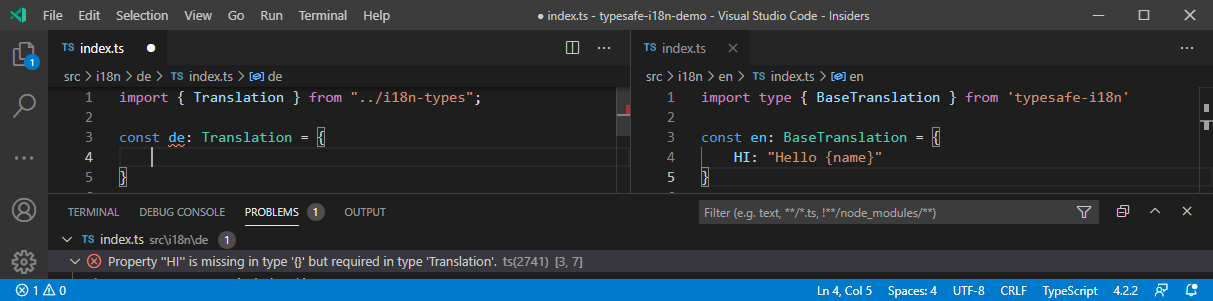 File Edit Selection View Go Run Terminal Help ● index.ts - typesafe-i18n-demo - Visual Studio Code - Insiders
TS index.ts ●
src > i18n > de > TS index.ts > de
1 import { Translation } from "../i18n-types";
2
3 const de: Translation = {
4
5 }
TS index.ts
src > i18n > en > TS index.ts > en
1 import type { BaseTranslation } from 'typesafe-i18n'
2
3 const en: BaseTranslation = {
4 HI: "Hello {name}"
5 }
1
TERMINAL DEBUG CONSOLE PROBLEMS 1 OUTPUT Filter (e.g. text, **/*.ts, !**/node_modules/**)
TS index.ts src\i18n\de 1
Property "HI" is missing in type '{}' but required in type 'Translation'. ts(2741) [3, 7]
1 0 Ln 4, Col 5 Spaces: 4 UTF-8 CRLF TypeScript 4.2.2